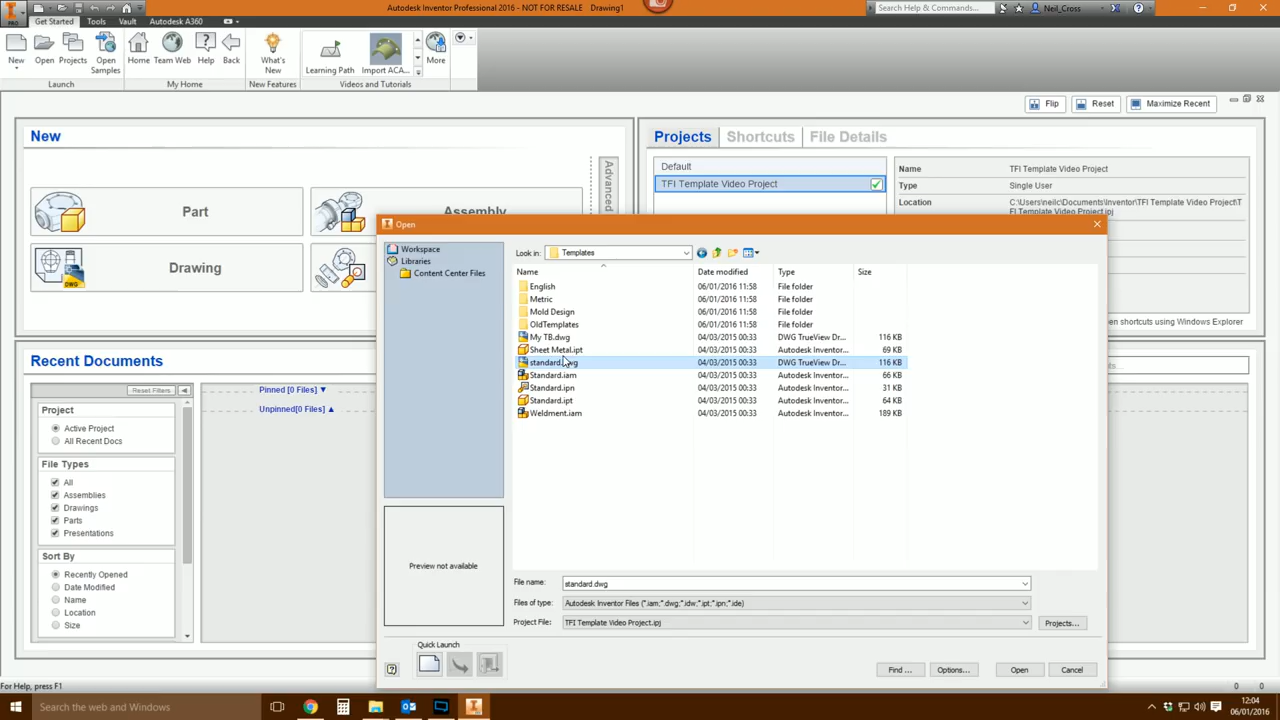 Autodesk Inventor Professional 2016 - NOT FOR RESALE Drawing1
Search Help & Commands...
Neil_Cross
PRO
Get Started Tools Vault Autodesk A360
New Open Projects Open Samples Home Team Web Help Back What's New Learning Path Import ACA... More
Launch My Home New Features Videos and Tutorials
Flip Reset Maximize Recent
New
Projects Shortcuts File Details
Advanced
Default
TFI Template Video Project
Name TFI Template Video Project
Type Single User
Location C:\Users\neilc\Documents\Inventor\TFI Template Video Project\T
FI Template Video Project.ipj
Part
Assembly
Drawing
DWG
en shortcuts using Windows Explorer
Open
Workspace
Libraries
Content Center Files
Look in: Templates
Name Date modified Type Size
English 06/01/2016 11:58 File folder
Metric 06/01/2016 11:58 File folder
Mold Design 06/01/2016 11:58 File folder
OldTemplates 06/01/2016 11:58 File folder
My TB.dwg 04/03/2015 00:33 DWG TrueView Dr... 116 KB
Sheet Metal.ipt 04/03/2015 00:33 Autodesk Inventor... 69 KB
standard.dwg 04/03/2015 00:33 DWG TrueView Dr... 116 KB
Standard.iam 04/03/2015 00:33 Autodesk Inventor... 66 KB
Standard.ipn 04/03/2015 00:33 Autodesk Inventor... 31 KB
Standard.ipt 04/03/2015 00:33 Autodesk Inventor... 64 KB
Weldment.iam 04/03/2015 00:33 Autodesk Inventor... 189 KB
Preview not available
File name: standard.dwg
Files of type: Autodesk Inventor Files (*.iam;*.dwg;*.idw;*.ipt;*.ipn;*.ide)
Project File: TFI Template Video Project.ipj Projects...
Quick Launch
Find ... Options... Open Cancel
Recent Documents
Reset Filters
Project
Active Project
All Recent Docs
File Types
All
Assemblies
Drawings
Parts
Presentations
Sort By
Recently Opened
Date Modified
Name
Location
Size
Pinned [0 Files]
Unpinned[0 Files]
For Help, press F1
0 0
Search the web and Windows
12:04
06/01/2016